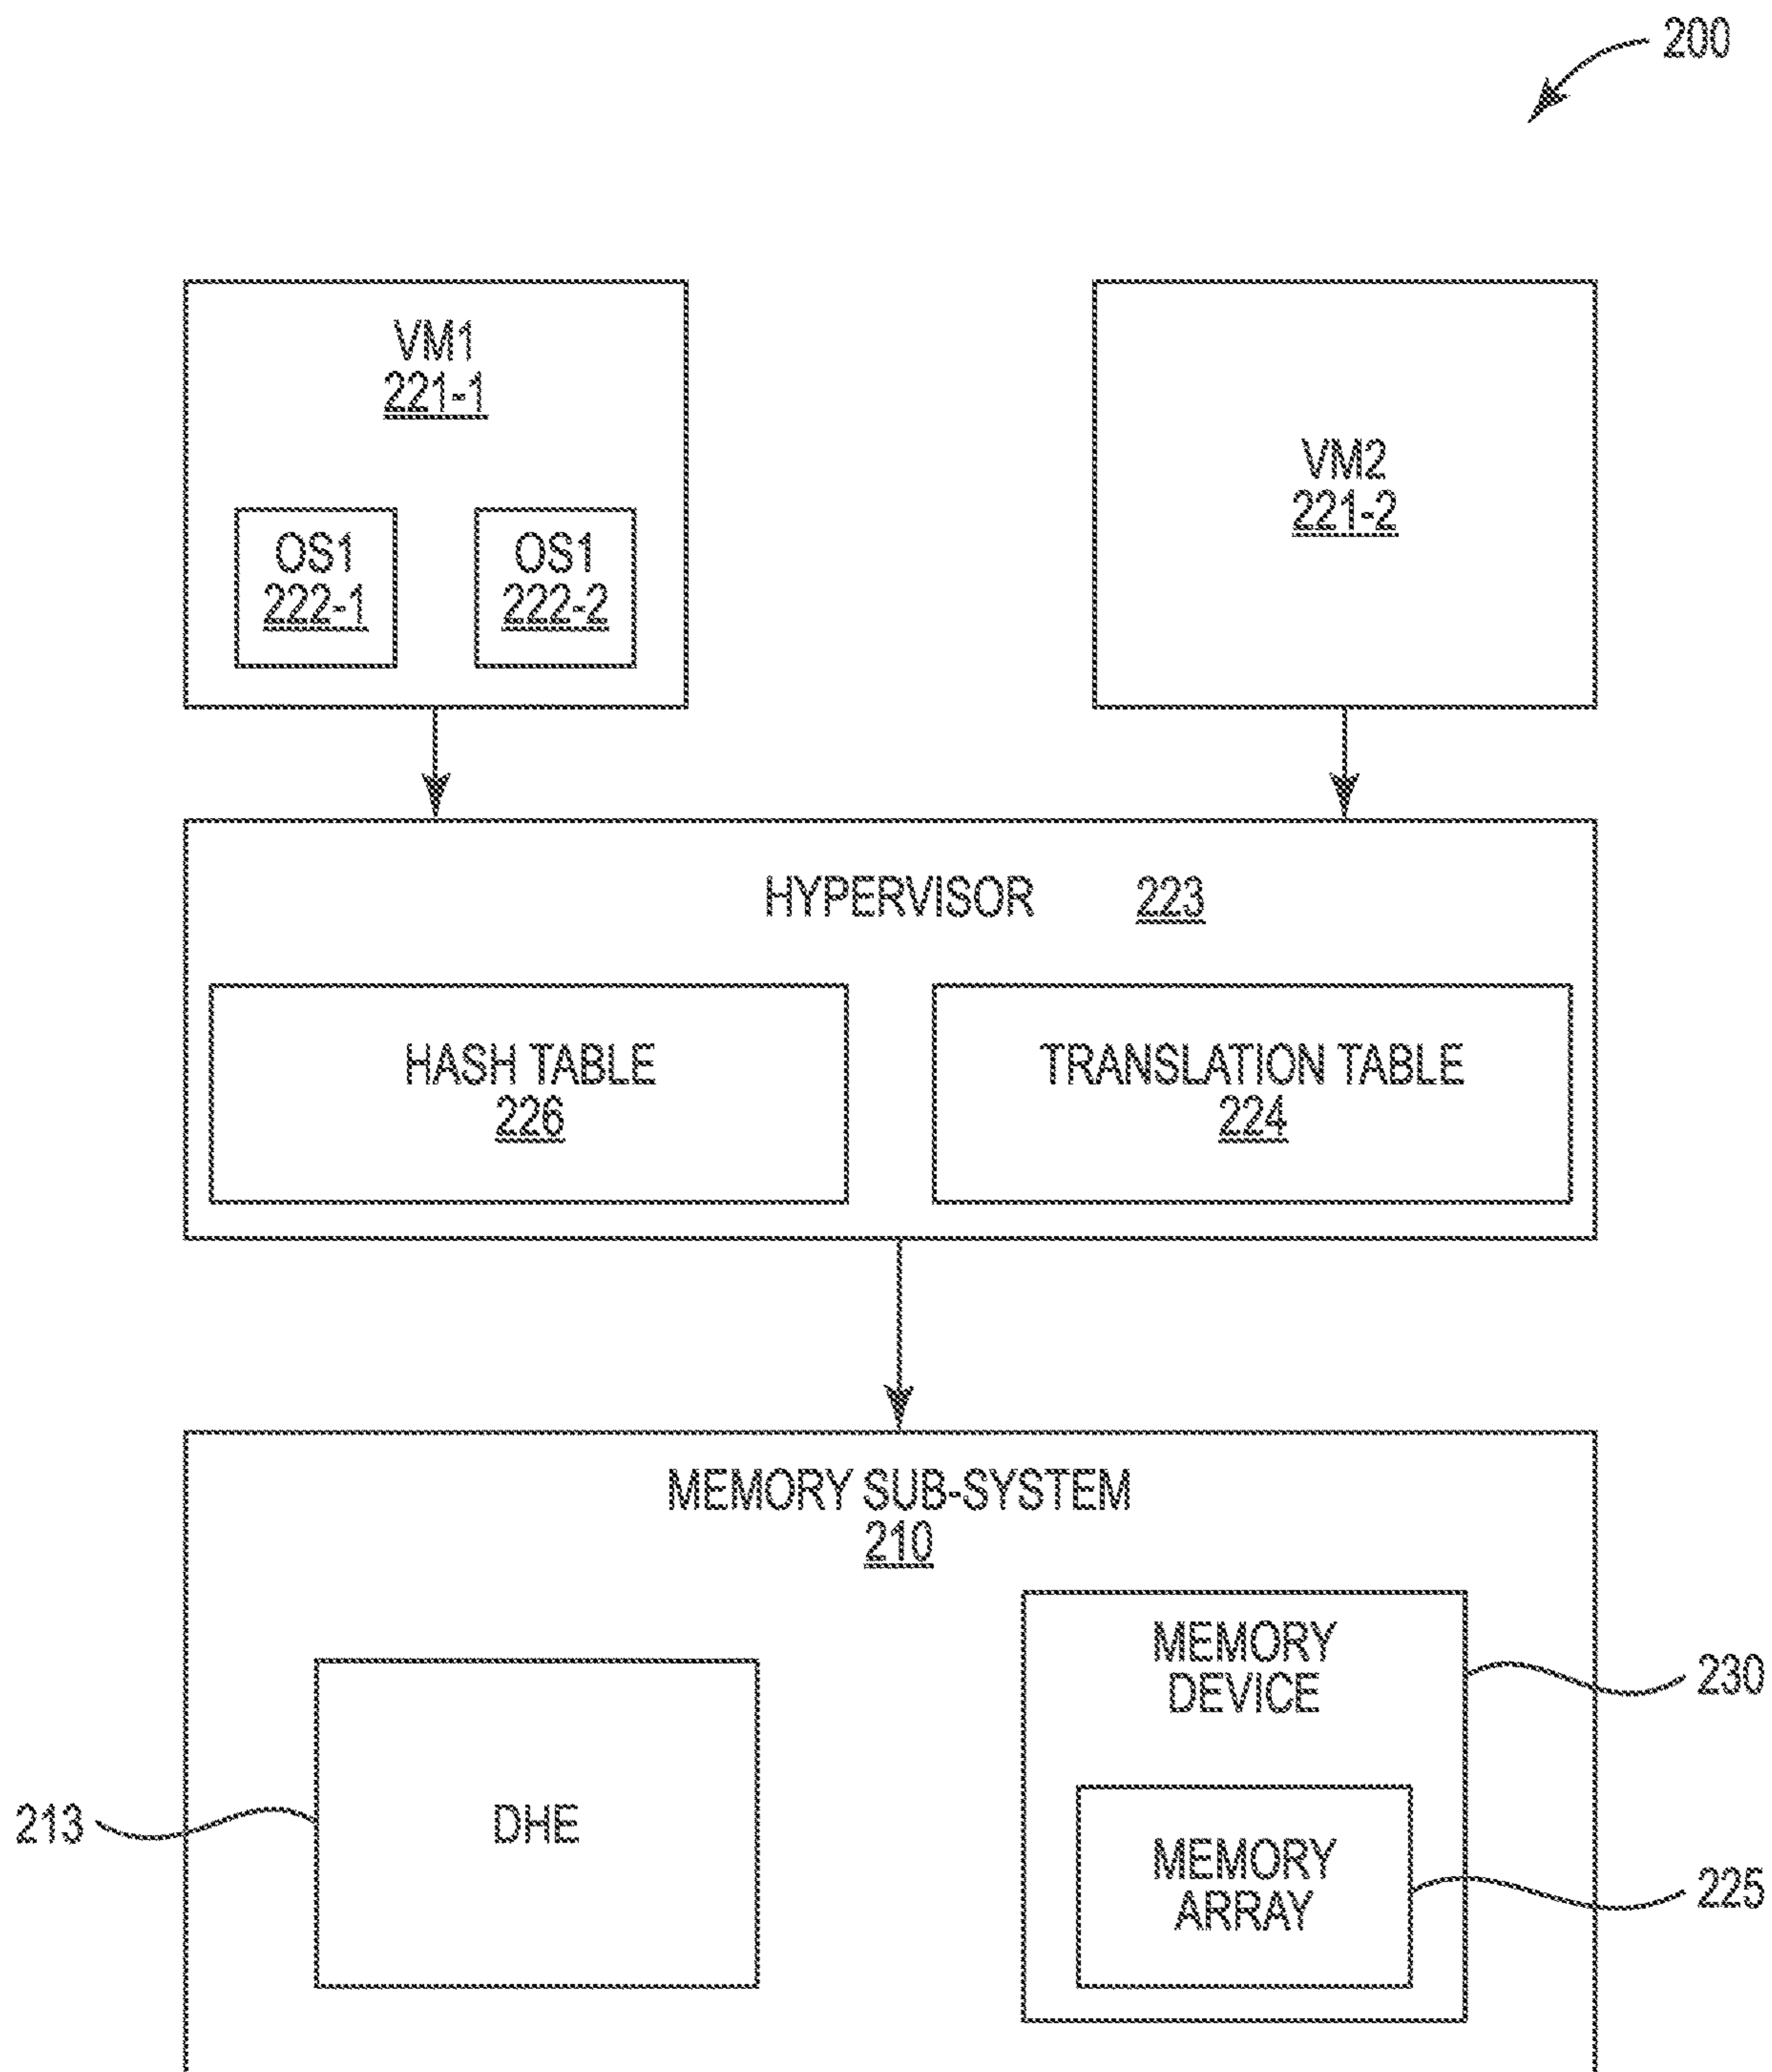 200
VM1
221-1
OS1
222-1
OS1
222-2
VM2
221-2
HYPERVISOR 223
HASH TABLE
226
TRANSLATION TABLE
224
MEMORY SUB-SYSTEM
210
MEMORY
DEVICE
230
213
DHE
MEMORY
ARRAY
225